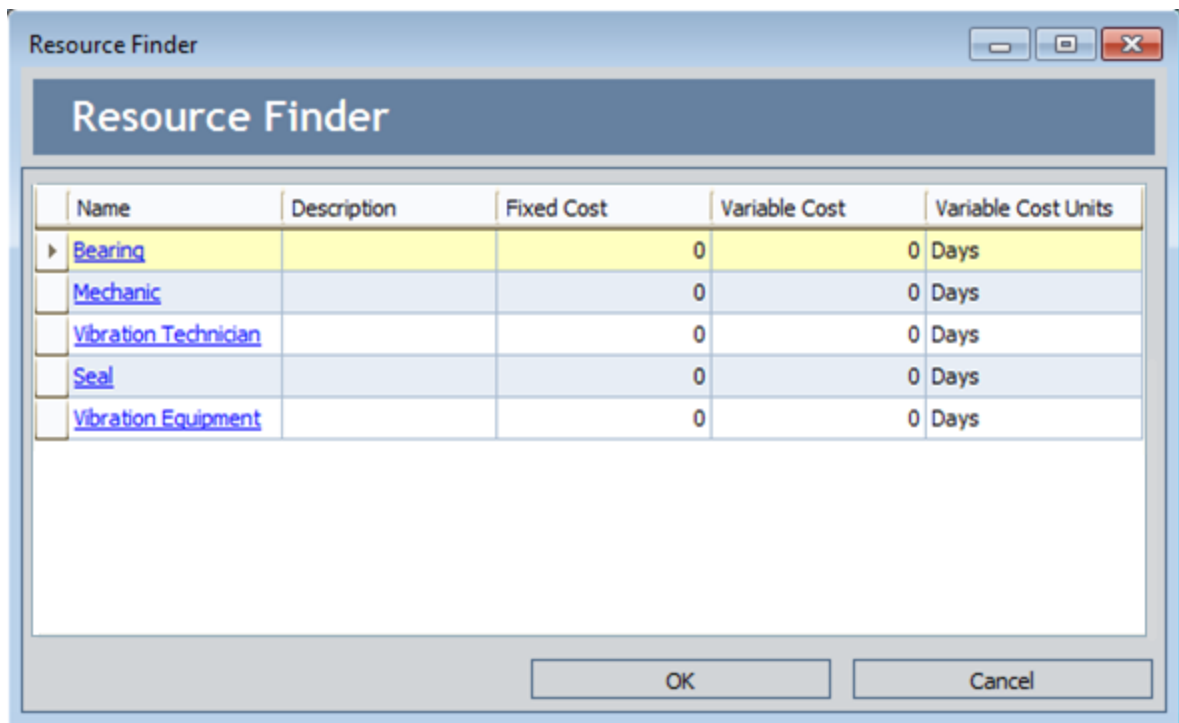 Resource Finder
Resource Finder
Name Description Fixed Cost Variable Cost Variable Cost Units
Bearing 0 0 Days
Mechanic 0 0 Days
Vibration Technician 0 0 Days
Seal 0 0 Days
Vibration Equipment 0 0 Days
OK Cancel